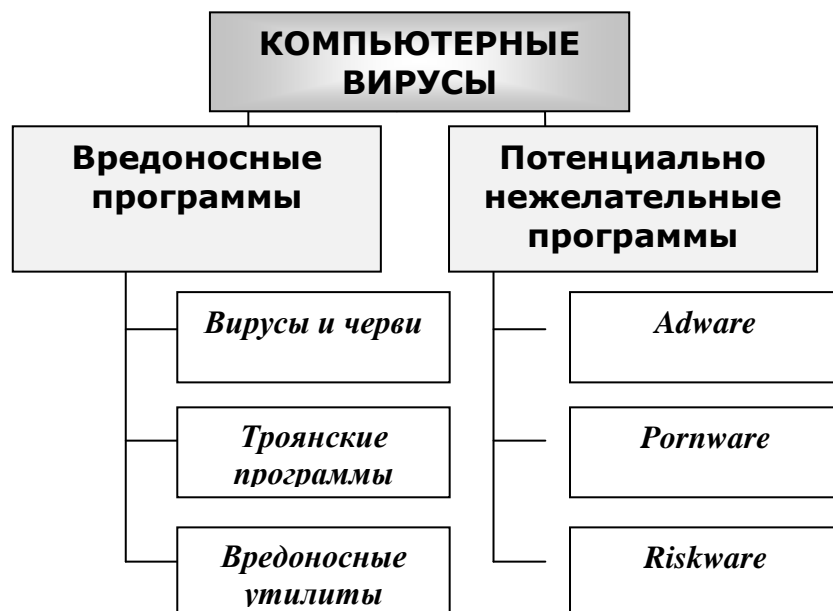 КОМПЬЮТЕРНЫЕ
ВИРУСЫ
Вредоносные
программы
Потенциально
нежелательные
программы
Вирусы и черви
Adware
Троянские
программы
Pornware
Вредоносные
утилиты
Riskware